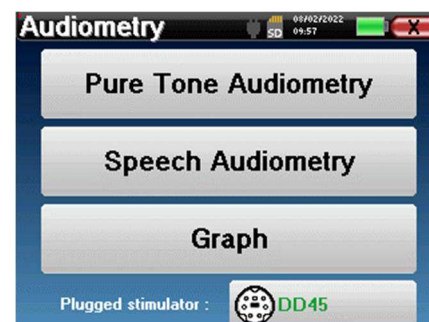 Audiometry
SD
08/02/2022
09:57
X
Pure Tone Audiometry
Speech Audiometry
Graph
Plugged stimulator :
DD45